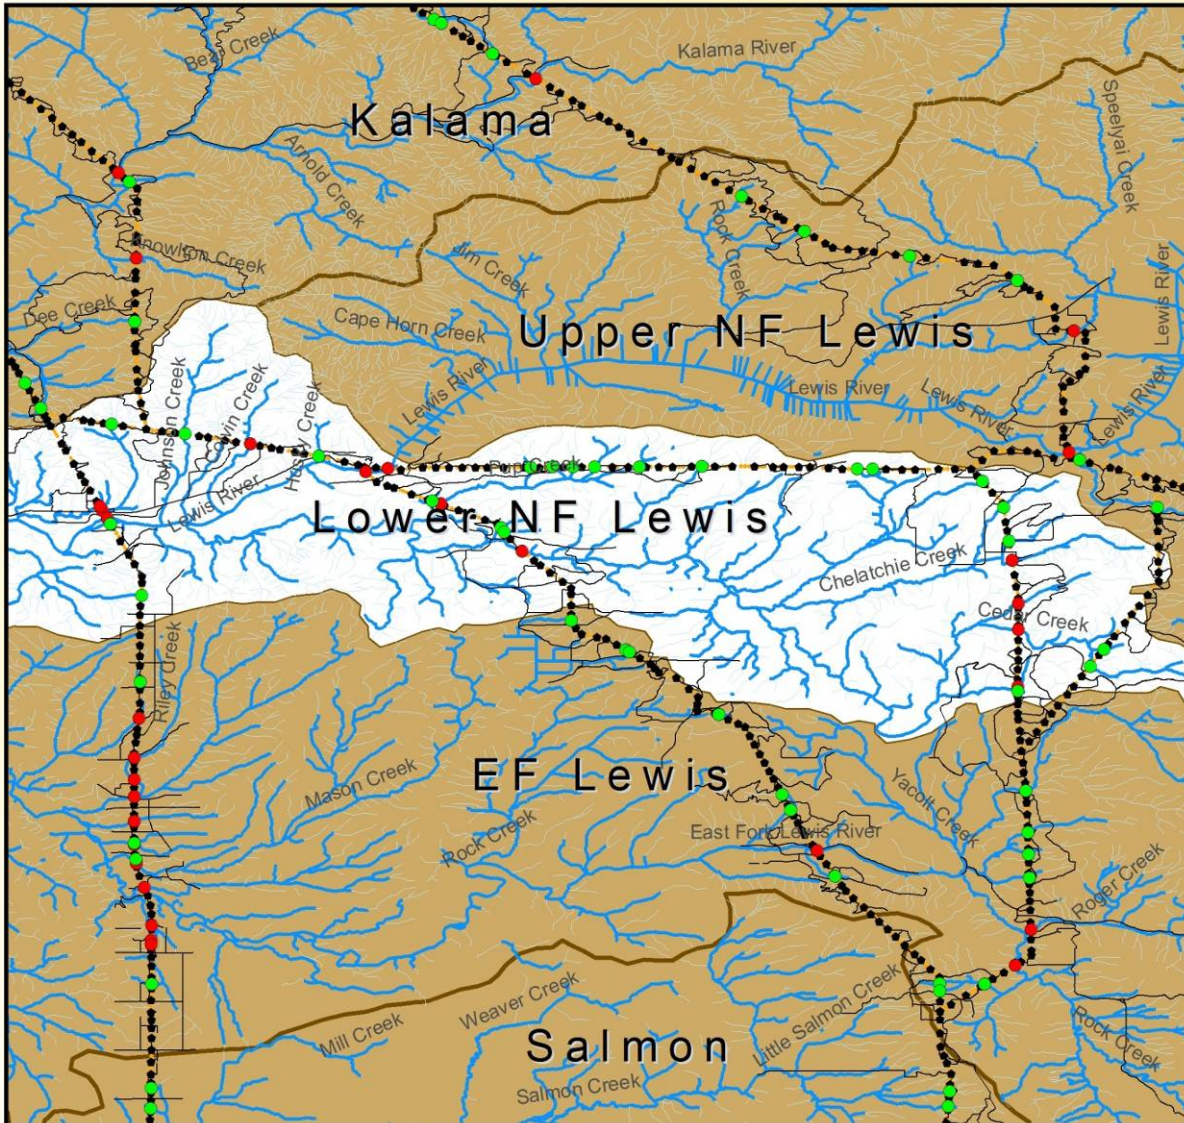 Bear Creek
Kalama River
Kalama
Speelyai Creek
Arnold Creek
Knowlton Creek
Rock Creek
Jim Creek
Lewis River
Dee Creek
Cape Horn Creek
Upper NF Lewis
Lewis River
Lewis River
Lewis River
Lewis River
Johnson Creek
Colvin Creek
Creek
Pup Creek
Lewis River
Lower NF Lewis
Chelatchie Creek
Cedar Creek
Riley Creek
Mason Creek
EF Lewis
Yacolt Creek
Rock Creek
East Fork Lewis River
Roger Creek
Weaver Creek
Mill Creek
Little Salmon Creek
Salmon
Rock Creek
Salmon Creek